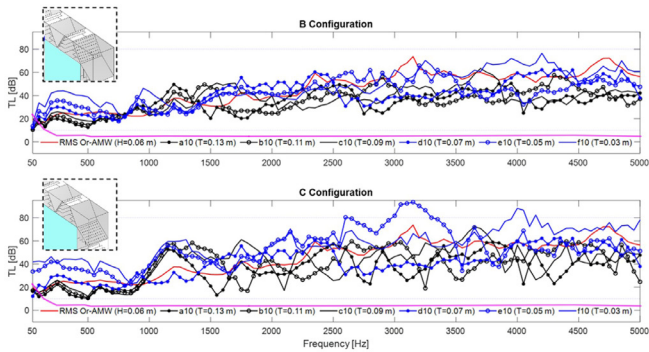 B Configuration
TL [dB]
80
60
40
20
0
RMS Or-AMW (H=0.06 m) a10 (T=0.13 m) b10 (T=0.11 m) c10 (T=0.09 m) d10 (T=0.07 m) e10 (T=0.05 m) f10 (T=0.03 m)
50 500 1000 1500 2000 2500 3000 3500 4000 4500 5000
C Configuration
TL [dB]
80
60
40
20
0
RMS Or-AMW (H=0.06 m) a10 (T=0.13 m) b10 (T=0.11 m) c10 (T=0.09 m) d10 (T=0.07 m) e10 (T=0.05 m) f10 (T=0.03 m)
50 500 1000 1500 2000 2500 3000 3500 4000 4500 5000
Frequency [Hz]